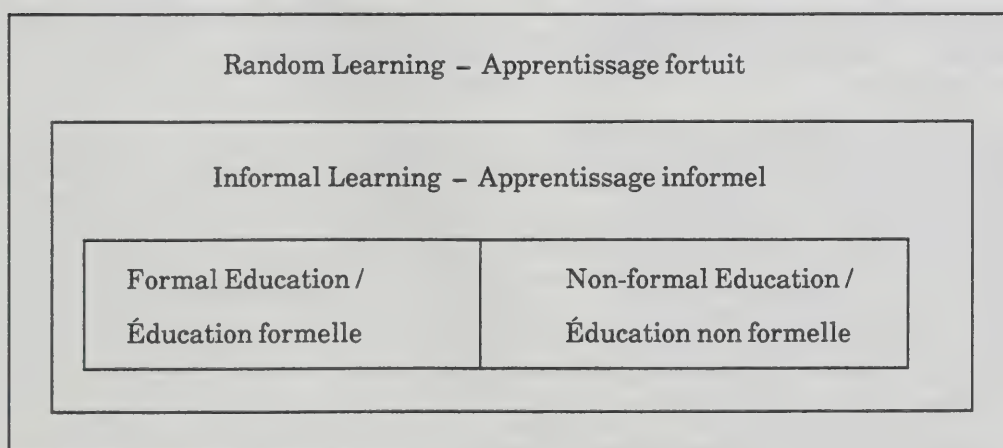 Random Learning – Apprentissage fortuit
Informal Learning – Apprentissage informel
Formal Education /
Éducation formelle
Non-formal Education /
Éducation non formelle